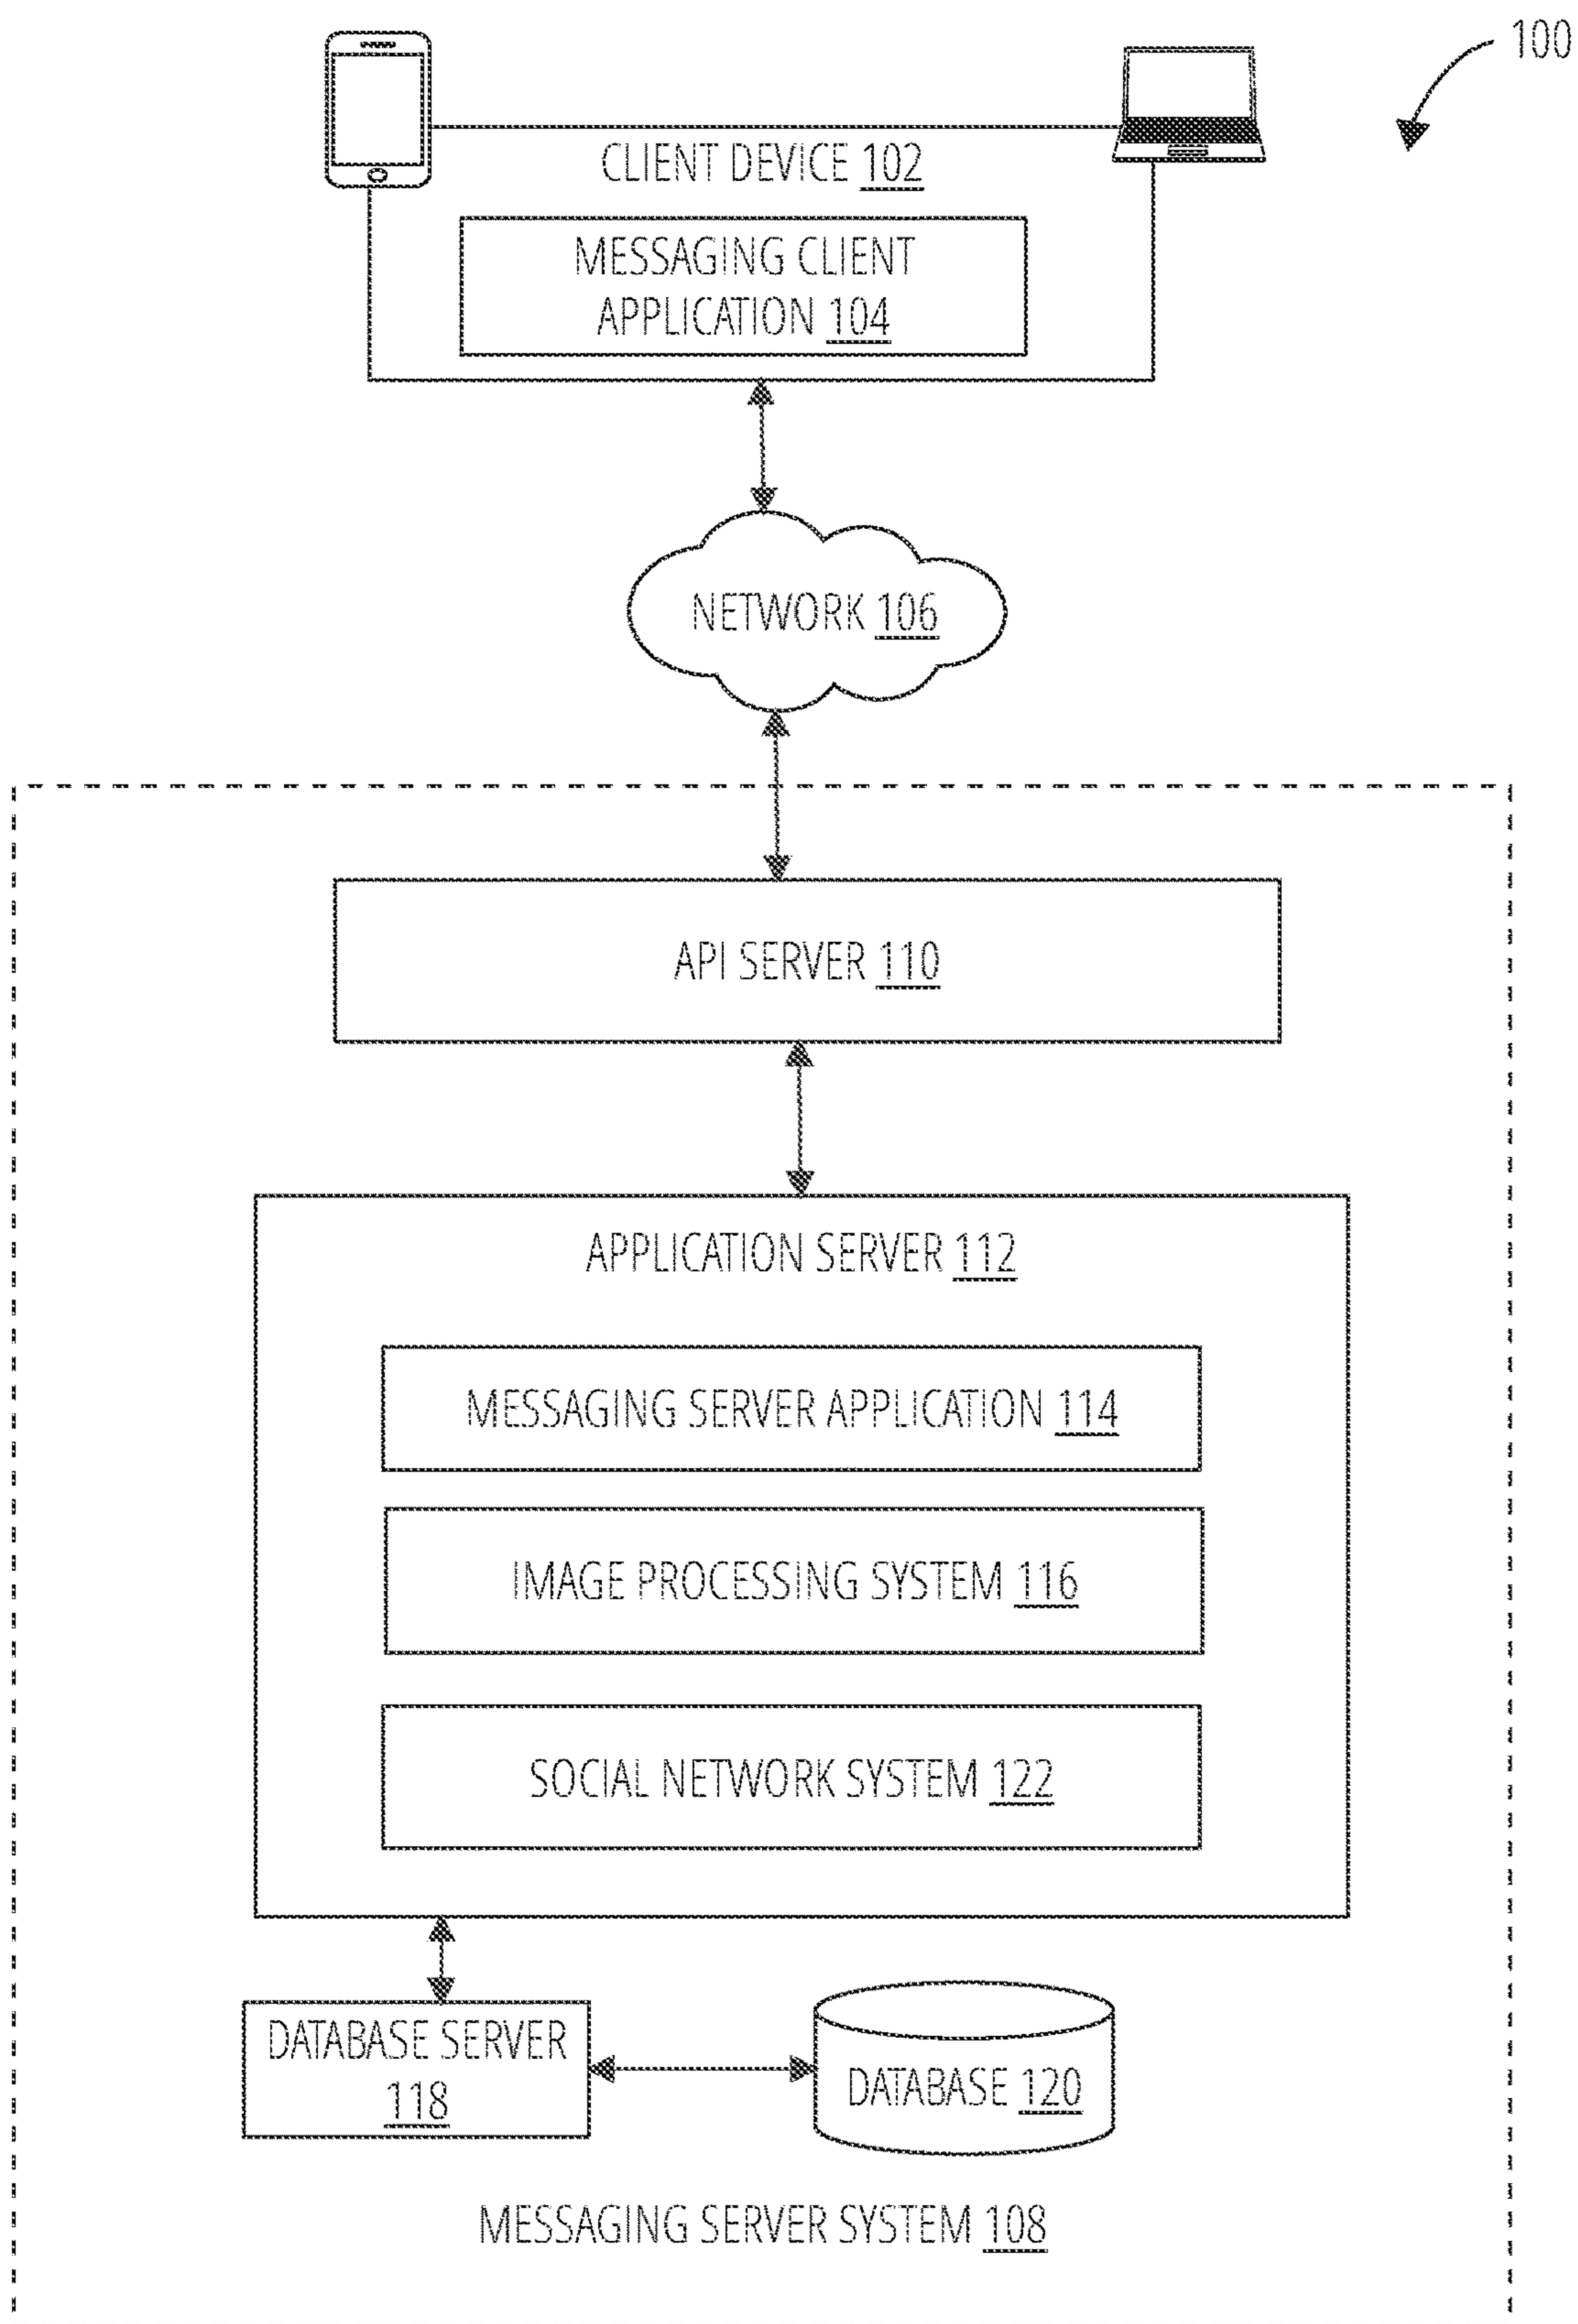 100
CLIENT DEVICE 102
MESSAGING CLIENT
APPLICATION 104
NETWORK 106
API SERVER 110
APPLICATION SERVER 112
MESSAGING SERVER APPLICATION 114
IMAGE PROCESSING SYSTEM 116
SOCIAL NETWORK SYSTEM 122
DATABASE SERVER
118
DATABASE 120
MESSAGING SERVER SYSTEM 108